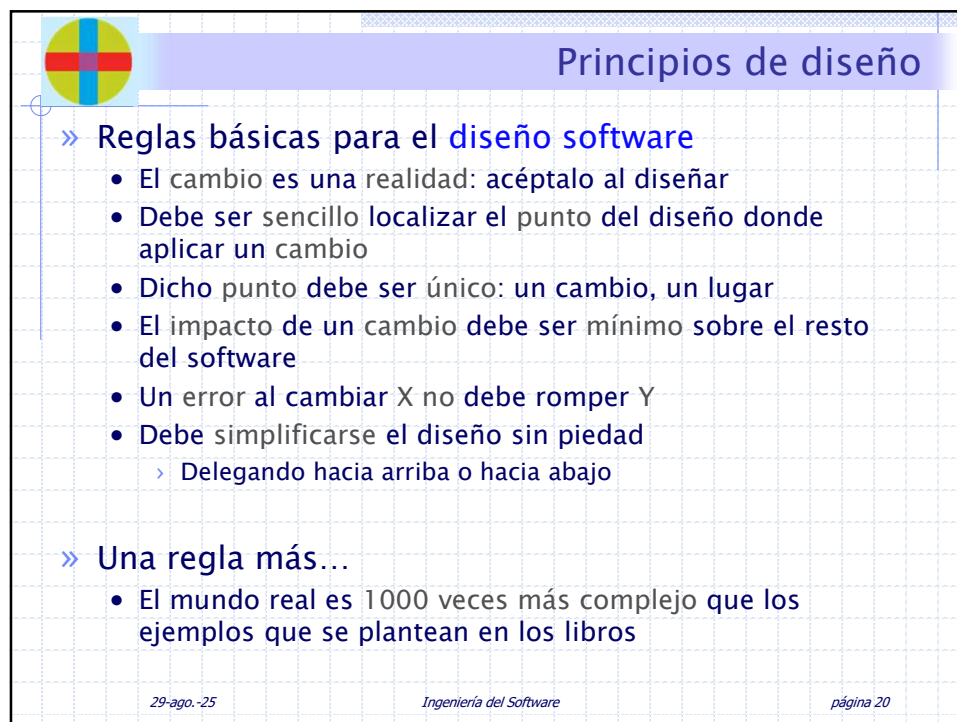 Principios de diseño
» Reglas básicas para el diseño software
• El cambio es una realidad: acéptalo al diseñar
• Debe ser sencillo localizar el punto del diseño donde
aplicar un cambio
• Dicho punto debe ser único: un cambio, un lugar
• El impacto de un cambio debe ser mínimo sobre el resto
del software
• Un error al cambiar X no debe romper Y
• Debe simplificarse el diseño sin piedad
› Delegando hacia arriba o hacia abajo
» Una regla más…
• El mundo real es 1000 veces más complejo que los
ejemplos que se plantean en los libros
29-ago.-25 Ingeniería del Software página 20